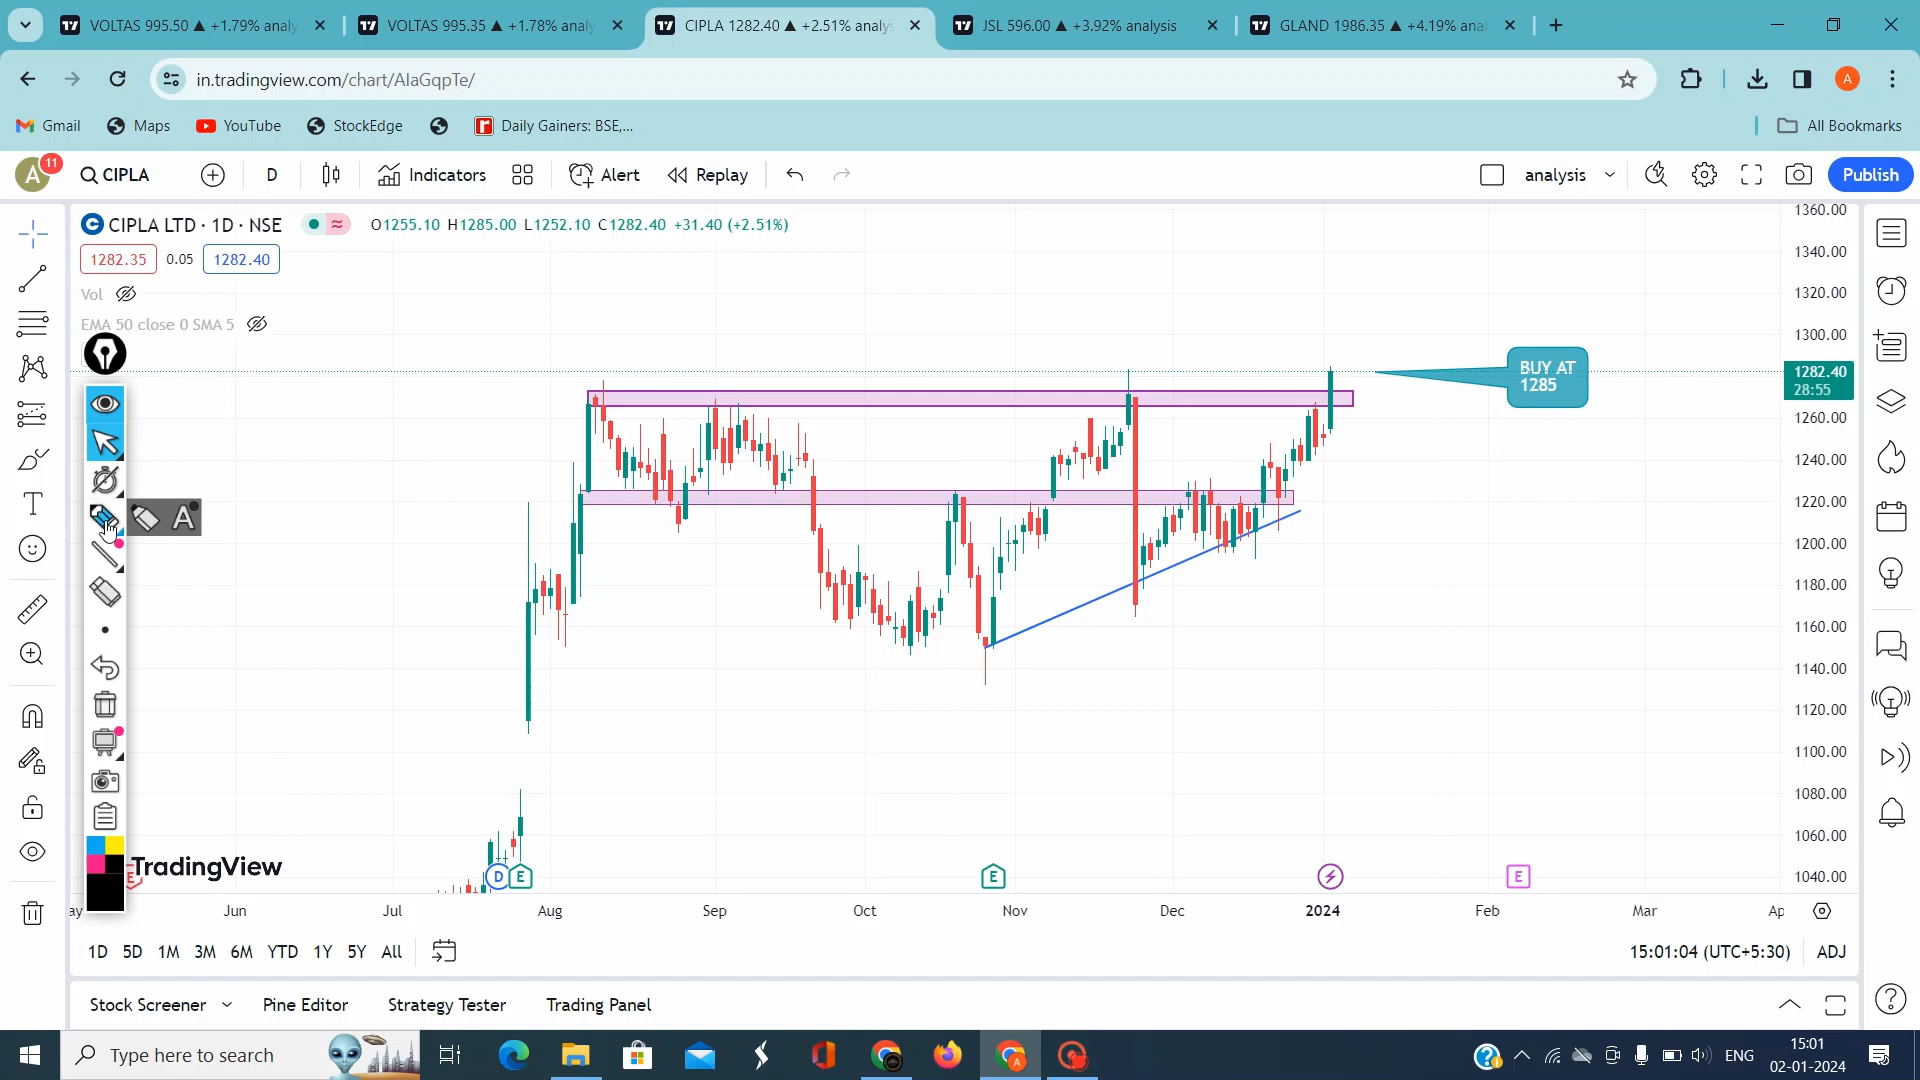 VOLTAS 995.50 ▲ +1.79% analy
VOLTAS 995.35 ▲ +1.78% analy
CIPLA 1282.40 ▲ +2.51% analys
JSL 596.00 ▲ +3.92% analysis
GLAND 1986.35 ▲ +4.19% anal
in.tradingview.com/chart/AIaGqpTe/
A
Gmail
Maps
YouTube
StockEdge
Daily Gainers: BSE,...
All Bookmarks
A
11
CIPLA
D
Indicators
Alert
Replay
analysis
Publish
CIPLA LTD · 1D · NSE
O1255.10 H1285.00 L1252.10 C1282.40 +31.40 (+2.51%)
1282.35
0.05
1282.40
Vol
EMA 50 close 0 SMA 5
BUY AT
1285
1360.00
1340.00
1320.00
1300.00
1282.40
28:55
1260.00
1240.00
1220.00
1200.00
1180.00
1160.00
1140.00
1120.00
1100.00
1080.00
1060.00
1040.00
A
TradingView
E
D
E
E
E
ay
Jun
Jul
Aug
Sep
Oct
Nov
Dec
2024
Feb
Mar
Ap
1D
5D
1M
3M
6M
YTD
1Y
5Y
All
15:01:04 (UTC+5:30)
ADJ
Stock Screener
Pine Editor
Strategy Tester
Trading Panel
Type here to search
ENG
15:01
02-01-2024